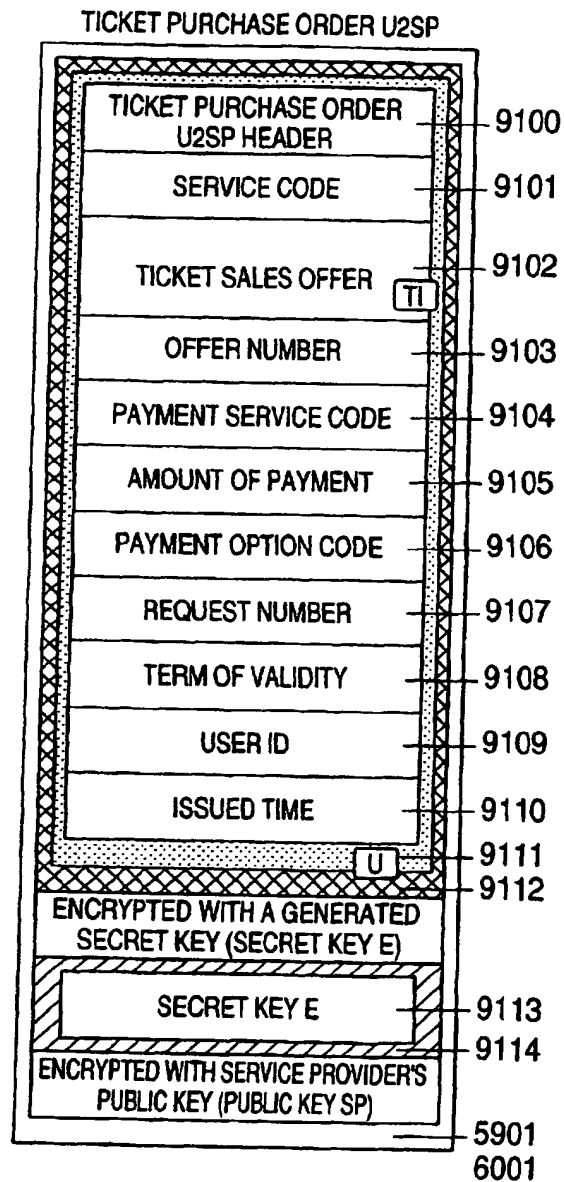 TICKET PURCHASE ORDER U2SP
TICKET PURCHASE ORDER
U2SP HEADER
9100
SERVICE CODE
9101
TICKET SALES OFFER
9102
TI
OFFER NUMBER
9103
PAYMENT SERVICE CODE
9104
AMOUNT OF PAYMENT
9105
PAYMENT OPTION CODE
9106
REQUEST NUMBER
9107
TERM OF VALIDITY
9108
USER ID
9109
ISSUED TIME
9110
U
9111
9112
ENCRYPTED WITH A GENERATED
SECRET KEY (SECRET KEY E)
SECRET KEY E
9113
9114
ENCRYPTED WITH SERVICE PROVIDER'S
PUBLIC KEY (PUBLIC KEY SP)
5901
6001